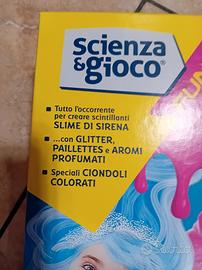 scienza
&gioco®
Tutto l'occorrente
per creare scintillanti
SLIME DI SIRENA
...con GLITTER,
PAILLETTES e AROMI
PROFUMATI
Speciali CIONDOLI
COLORATI